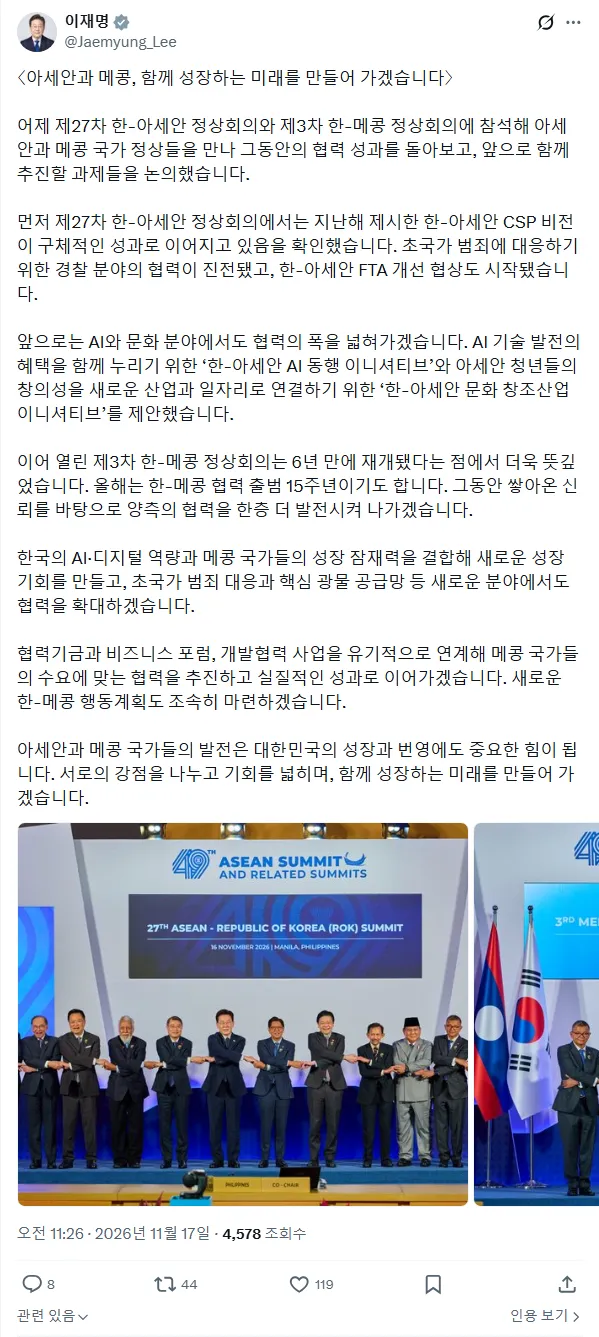 이재명
@Jaemyung_Lee
〈아세안과 메콩, 함께 성장하는 미래를 만들어 가겠습니다〉
어제 제27차 한-아세안 정상회의와 제3차 한-메콩 정상회의에 참석해 아세
안과 메콩 국가 정상들을 만나 그동안의 협력 성과를 돌아보고, 앞으로 함께
추진할 과제들을 논의했습니다.
먼저 제27차 한-아세안 정상회의에서는 지난해 제시한 한-아세안 CSP 비전
이 구체적인 성과로 이어지고 있음을 확인했습니다. 초국가 범죄에 대응하기
위한 경찰 분야의 협력이 진전됐고, 한-아세안 FTA 개선 협상도 시작됐습니
다.
앞으로는 AI와 문화 분야에서도 협력의 폭을 넓혀가겠습니다. AI 기술 발전의
혜택을 함께 누리기 위한 ‘한-아세안 AI 동행 이니셔티브’와 아세안 청년들의
창의성을 새로운 산업과 일자리로 연결하기 위한 ‘한-아세안 문화 창조산업
이니셔티브’를 제안했습니다.
이어 열린 제3차 한-메콩 정상회의는 6년 만에 재개됐다는 점에서 더욱 뜻깊
었습니다. 올해는 한-메콩 협력 출범 15주년이기도 합니다. 그동안 쌓아온 신
뢰를 바탕으로 양측의 협력을 한층 더 발전시켜 나가겠습니다.
한국의 AI·디지털 역량과 메콩 국가들의 성장 잠재력을 결합해 새로운 성장
기회를 만들고, 초국가 범죄 대응과 핵심 광물 공급망 등 새로운 분야에서도
협력을 확대하겠습니다.
협력기금과 비즈니스 포럼, 개발협력 사업을 유기적으로 연계해 메콩 국가들
의 수요에 맞는 협력을 추진하고 실질적인 성과로 이어가겠습니다. 새로운
한-메콩 행동계획도 조속히 마련하겠습니다.
아세안과 메콩 국가들의 발전은 대한민국의 성장과 번영에도 중요한 힘이 됩
니다. 서로의 강점을 나누고 기회를 넓히며, 함께 성장하는 미래를 만들어 가
겠습니다.
49TH ASEAN SUMMIT
AND RELATED SUMMITS
27TH ASEAN - REPUBLIC OF KOREA (ROK) SUMMIT
16 NOVEMBER 2026 | MANILA, PHILIPPINES
PHILIPPINES
CO-CHAIR
49
3RD ME
오전 11:26 · 2026년 11월 17일 · 4,578 조회수
8
44
119
관련 있음
인용 보기